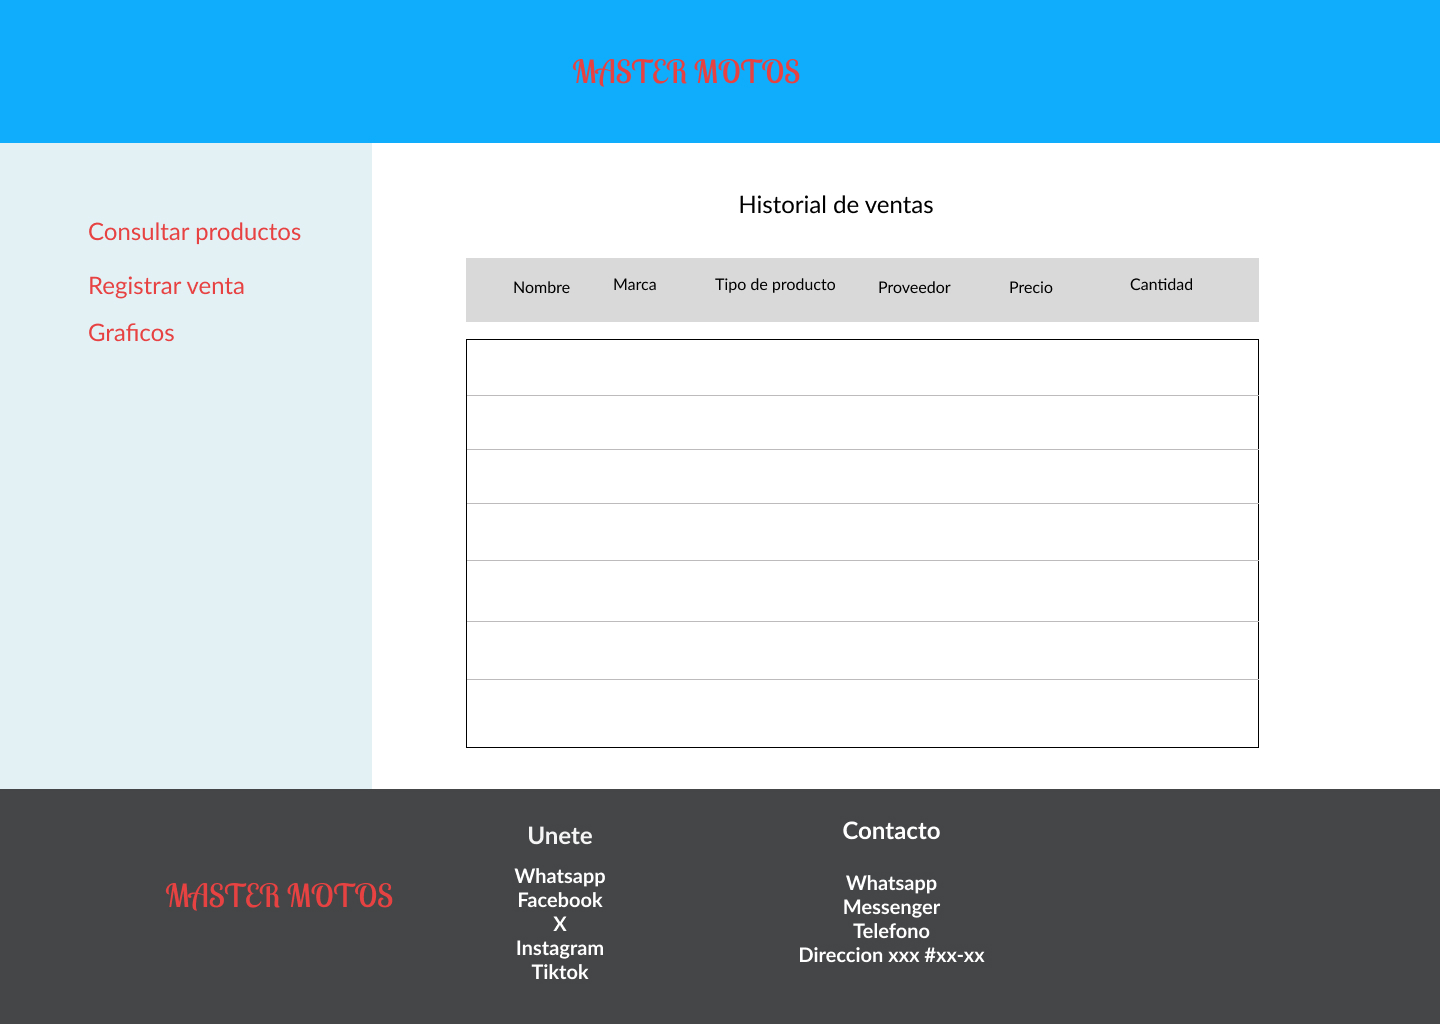 MASTER MOTOS
Consultar productos
Registrar venta
Graficos
Historial de ventas
Nombre Marca Tipo de producto Proveedor Precio Cantidad
MASTER MOTOS
Unete
Whatsapp
Facebook
X
Instagram
Tiktok
Contacto
Whatsapp
Messenger
Telefono
Direccion xxx #xx-xx